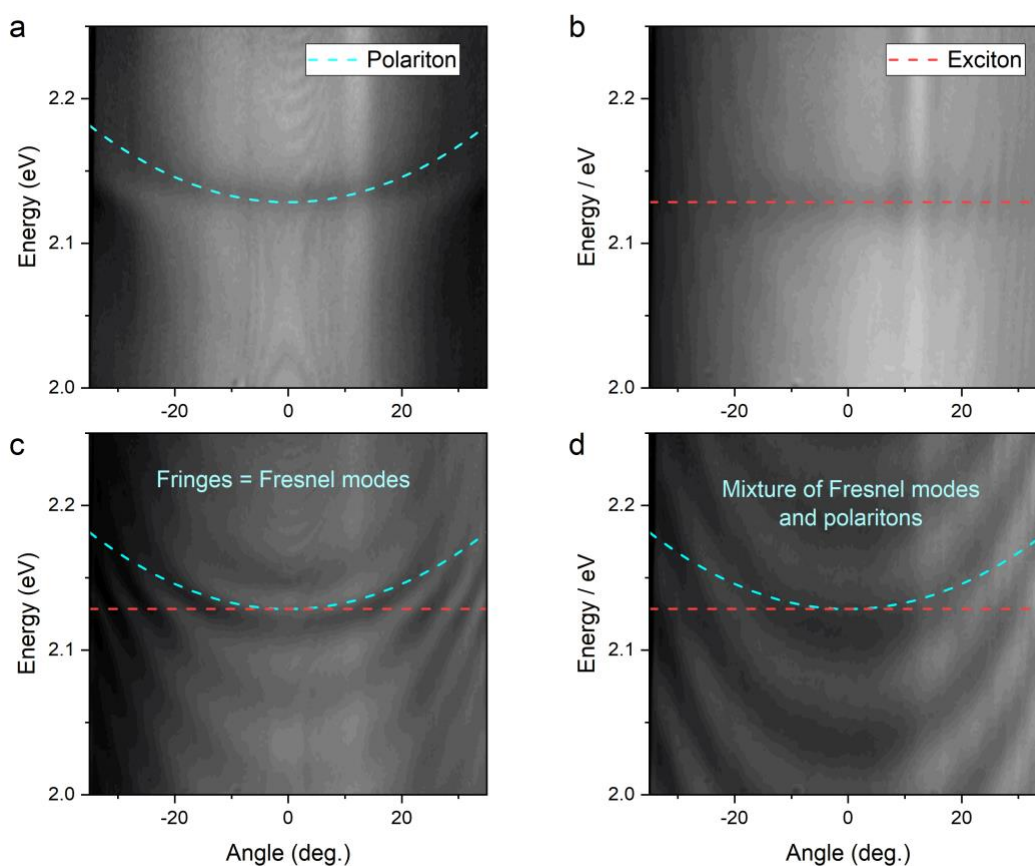 a
Polariton
2.2
2.1
2.0
Energy (eV)
-20
0
20
b
Exciton
2.2
2.1
2.0
Energy / eV
-20
0
20
c
Fringes = Fresnel modes
2.2
2.1
2.0
Energy (eV)
-20
0
20
Angle (deg.)
d
Mixture of Fresnel modes
and polaritons
2.2
2.1
2.0
Energy / eV
-20
0
20
Angle (deg.)